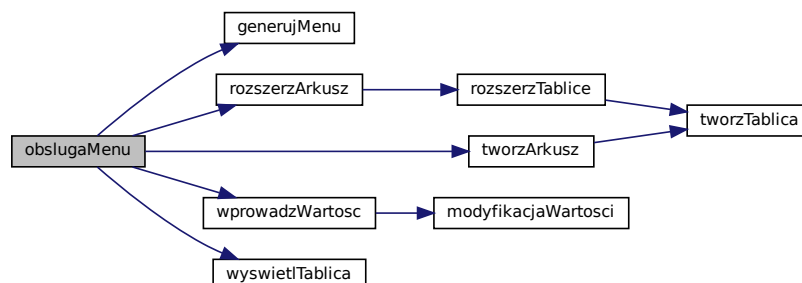 generujMenu
rozszerzArkusz
rozszerzTablice
tworzTablica
obslugaMenu
tworzArkusz
wprowadzWartosc
modyfikacjaWartosci
wyswietlTablica